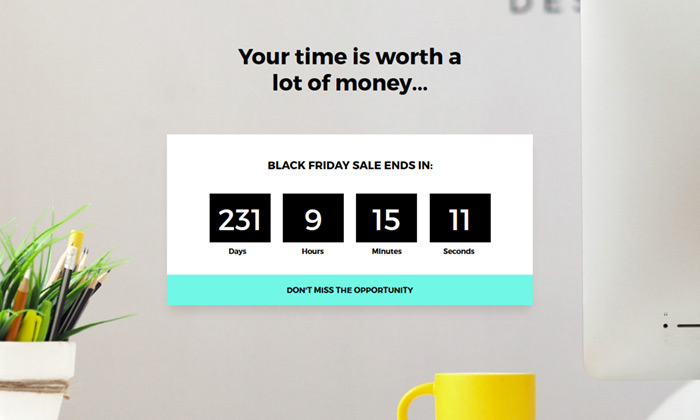 Your time is worth a
lot of money...
BLACK FRIDAY SALE ENDS IN:
231 9 15 11
Days Hours Minutes Seconds
DON'T MISS THE OPPORTUNITY